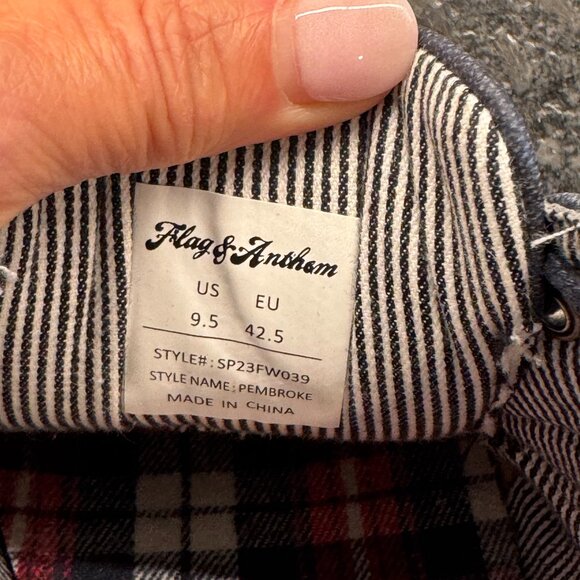 Flag & Anthem
US EU
9.5 42.5
STYLE#: SP23FW039
STYLE NAME: PEMBROKE
MADE IN CHINA